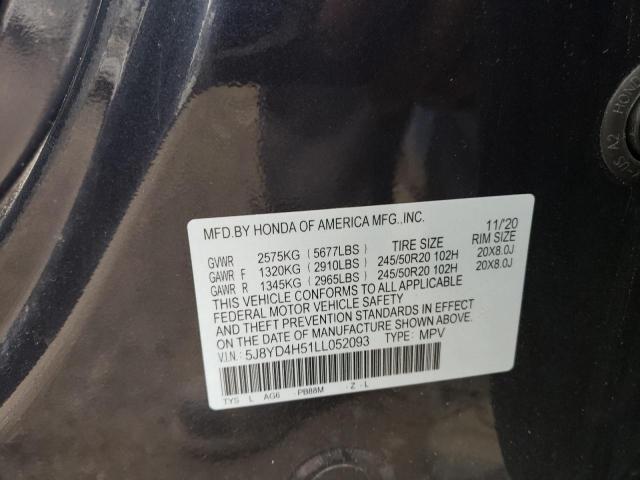 MFD.BY HONDA OF AMERICA MFG.,INC. 11/'20
TIRE SIZE RIM SIZE
GVWR 2575KG (5677LBS)
GAWR F 1320KG (2910LBS) 245/50R20 102H 20X8.0J
GAWR R 1345KG (2965LBS) 245/50R20 102H 20X8.0J
THIS VEHICLE CONFORMS TO ALL APPLICABLE
FEDERAL MOTOR VEHICLE SAFETY
AND THEFT PREVENTION STANDARDS IN EFFECT
ON THE DATE OF MANUFACTURE SHOWN ABOVE.
V.I.N.: 5J8YD4H51LL052093 TYPE: MPV
TYS L AG6 PB88M ·Z·L
A2 HONDA